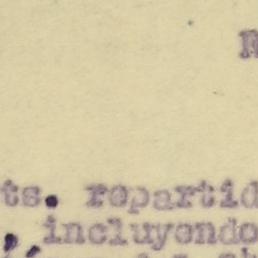 ts. repartid
, incluyendo